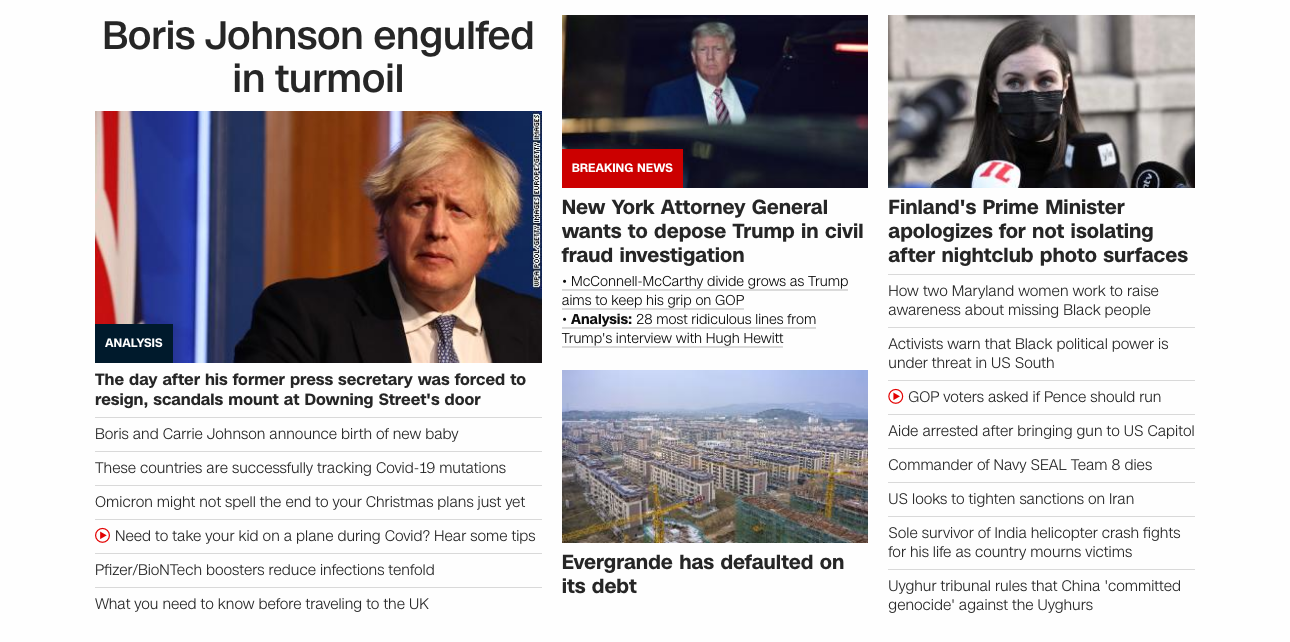 Boris Johnson engulfed
in turmoil
WPA POOL/GETTY IMAGES EUROPE/GETTY IMAGES
ANALYSIS
The day after his former press secretary was forced to
resign, scandals mount at Downing Street's door
Boris and Carrie Johnson announce birth of new baby
These countries are successfully tracking Covid-19 mutations
Omicron might not spell the end to your Christmas plans just yet
Need to take your kid on a plane during Covid? Hear some tips
Pfizer/BioNTech boosters reduce infections tenfold
What you need to know before traveling to the UK
BREAKING NEWS
New York Attorney General
wants to depose Trump in civil
fraud investigation
• McConnell-McCarthy divide grows as Trump
aims to keep his grip on GOP
• Analysis: 28 most ridiculous lines from
Trump's interview with Hugh Hewitt
Evergrande has defaulted on
its debt
Finland's Prime Minister
apologizes for not isolating
after nightclub photo surfaces
How two Maryland women work to raise
awareness about missing Black people
Activists warn that Black political power is
under threat in US South
GOP voters asked if Pence should run
Aide arrested after bringing gun to US Capitol
Commander of Navy SEAL Team 8 dies
US looks to tighten sanctions on Iran
Sole survivor of India helicopter crash fights
for his life as country mourns victims
Uyghur tribunal rules that China 'committed
genocide' against the Uyghurs